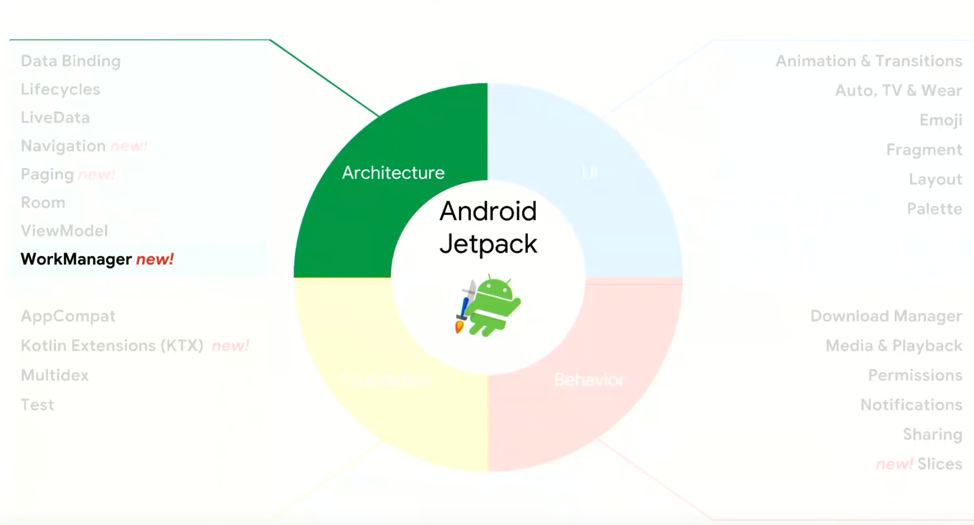 Data Binding
Lifecycles
LiveData
Navigation new!
Paging new!
Room
ViewModel
WorkManager new!
AppCompat
Kotlin Extensions (KTX) new!
Multidex
Test
Architecture
UI
Android
Jetpack
Behavior
Animation & Transitions
Auto, TV & Wear
Emoji
Fragment
Layout
Palette
Download Manager
Media & Playback
Permissions
Notifications
Sharing
new! Slices